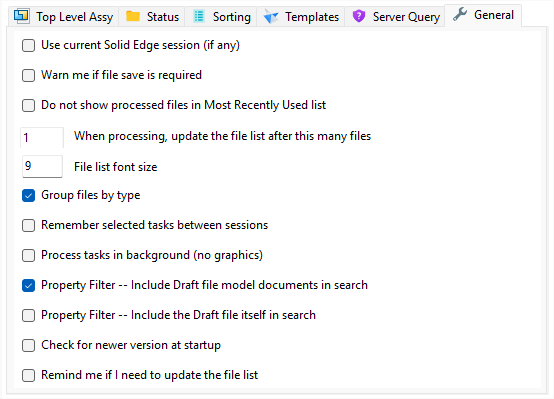 Top Level Assy Status Sorting Templates Server Query General
Use current Solid Edge session (if any)
Warn me if file save is required
Do not show processed files in Most Recently Used list
1 When processing, update the file list after this many files
9 File list font size
Group files by type
Remember selected tasks between sessions
Process tasks in background (no graphics)
Property Filter -- Include Draft file model documents in search
Property Filter -- Include the Draft file itself in search
Check for newer version at startup
Remind me if I need to update the file list